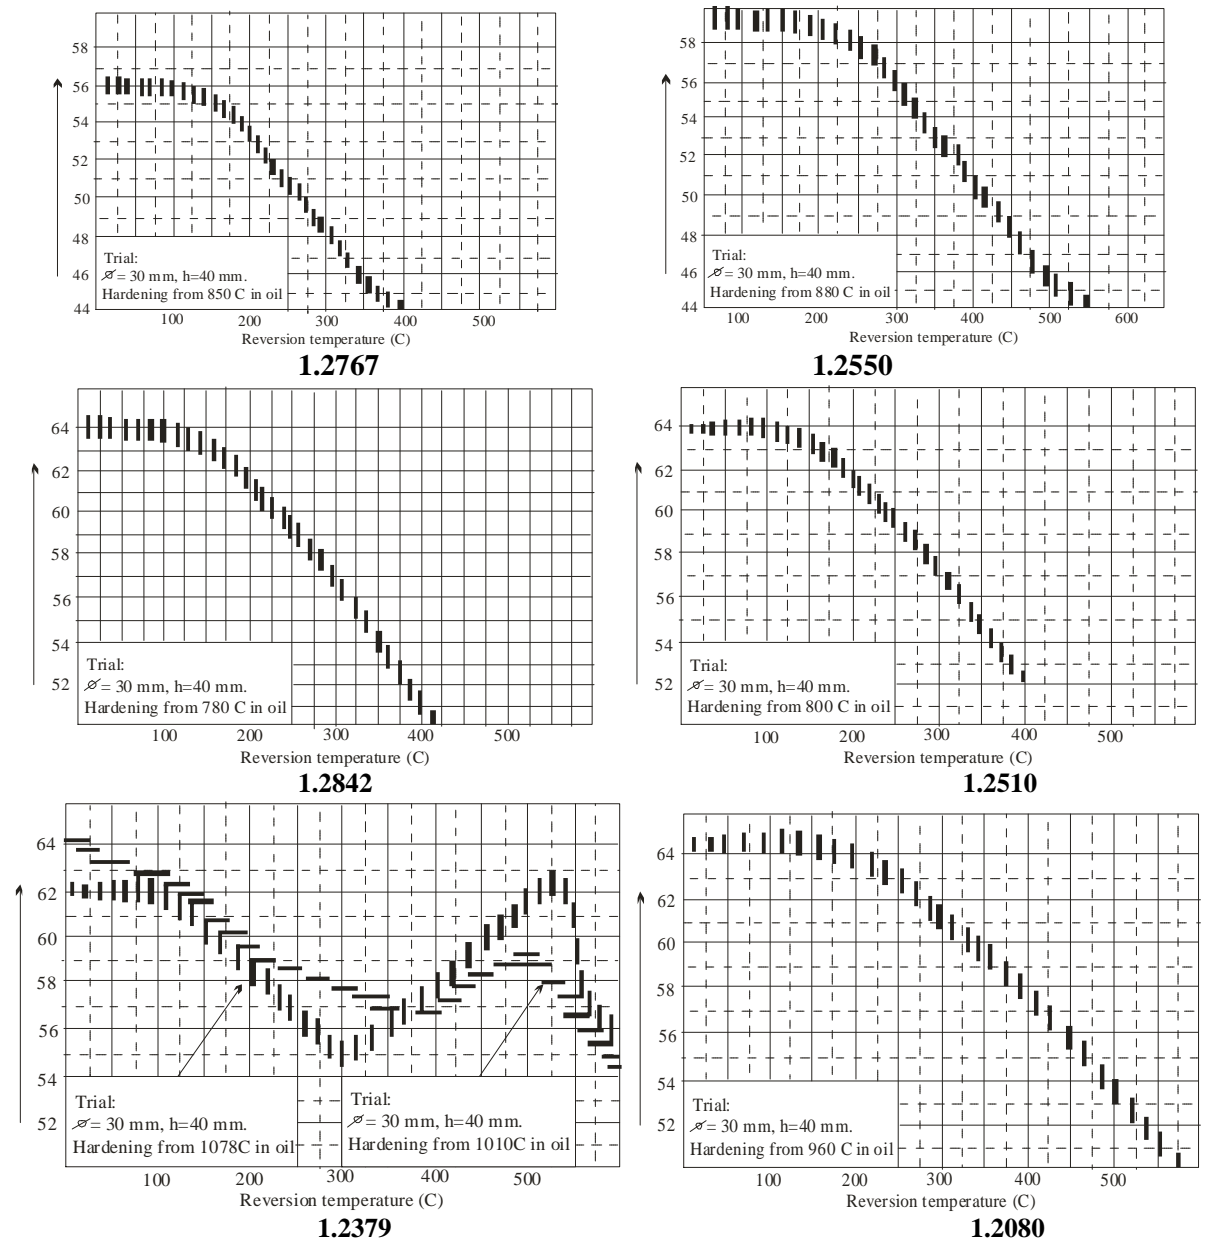 58
56
54
52
50
48
46
44
Trial:
⌀= 30 mm, h=40 mm.
Hardening from 850 C in oil
100 200 300 400 500
Reversion temperature (C)
1.2767
58
56
54
52
50
48
46
44
Trial:
⌀= 30 mm, h=40 mm.
Hardening from 880 C in oil
100 200 300 400 500 600
Reversion temperature (C)
1.2550
64
62
60
58
56
54
52
Trial:
⌀= 30 mm, h=40 mm.
Hardening from 780 C in oil
100 200 300 400 500
Reversion temperature (C)
1.2842
64
62
60
58
56
54
52
Trial:
⌀= 30 mm, h=40 mm.
Hardening from 800 C in oil
100 200 300 400 500
Reversion temperature (C)
1.2510
64
62
60
58
56
54
52
Trial:
⌀= 30 mm, h=40 mm.
Hardening from 1078C in oil
Trial:
⌀= 30 mm, h=40 mm.
Hardening from 1010C in oil
100 200 300 400 500
Reversion temperature (C)
1.2379
64
62
60
58
56
54
52
Trial:
⌀= 30 mm, h=40 mm.
Hardening from 960 C in oil
100 200 300 400 500
Reversion temperature (C)
1.2080